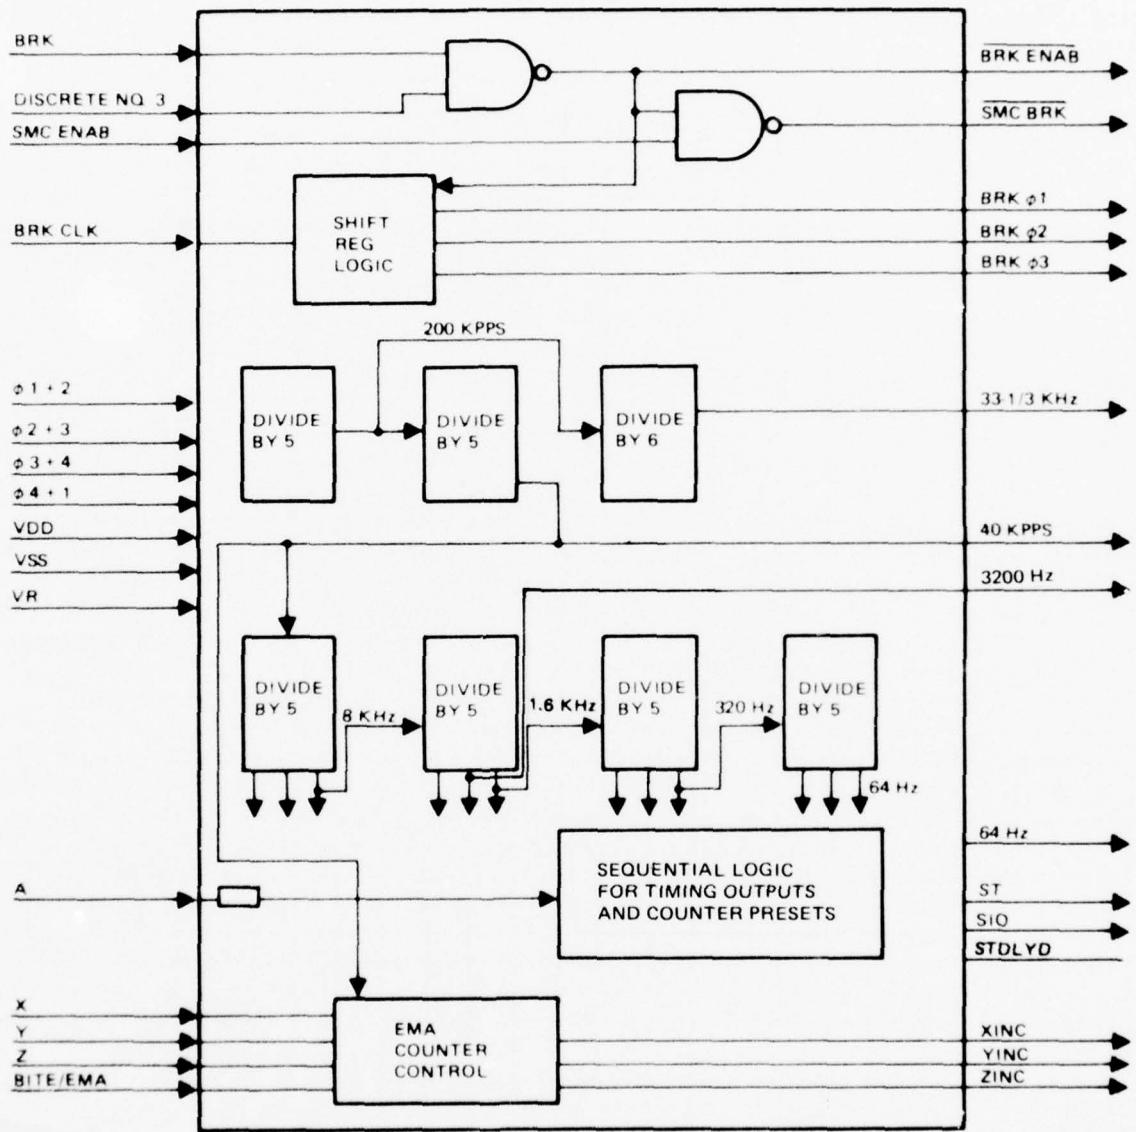 BRK
BRK ENAB
DISCRETE NO. 3
SMC BRK
SMC ENAB
BRK CLK
SHIFT
REG
LOGIC
BRK φ1
BRK φ2
BRK φ3
200 KPPS
φ1 + 2
φ2 + 3
φ3 + 4
φ4 + 1
VDD
VSS
VR
DIVIDE
BY 5
DIVIDE
BY 5
DIVIDE
BY 6
33-1/3 KHz
40 KPPS
3200 Hz
DIVIDE
BY 5
8 KHz
DIVIDE
BY 5
1.6 KHz
DIVIDE
BY 5
320 Hz
DIVIDE
BY 5
64 Hz
64 Hz
A
SEQUENTIAL LOGIC
FOR TIMING OUTPUTS
AND COUNTER PRESETS
ST
SIO
STDLYD
X
Y
Z
BITE/EMA
EMA
COUNTER
CONTROL
XINC
YINC
ZINC